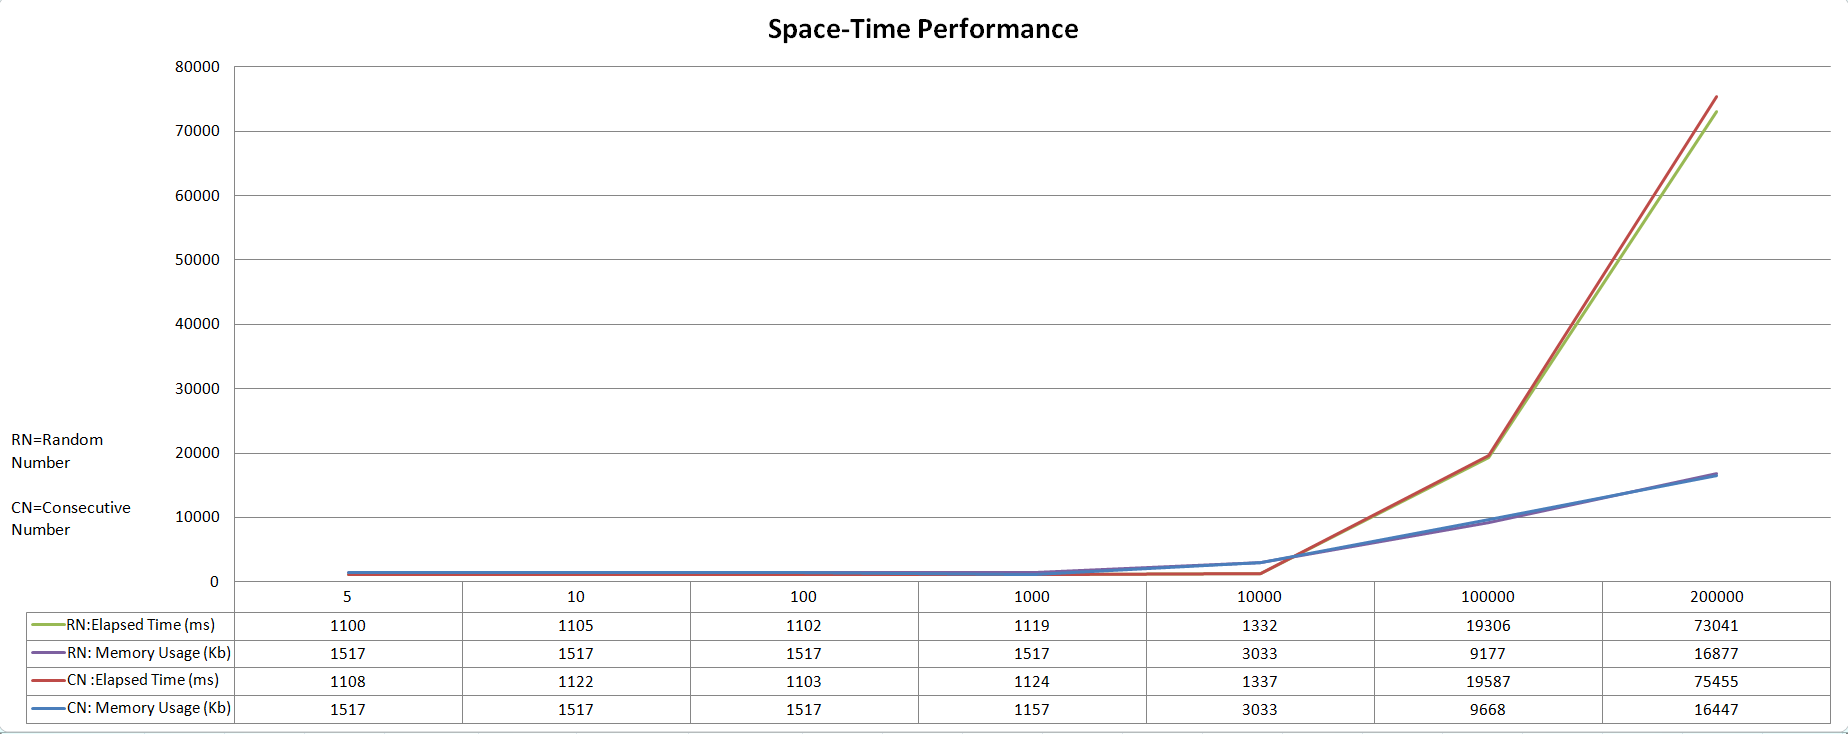 Space-Time Performance
80000
70000
60000
50000
40000
30000
20000
10000
0
RN=Random
Number
CN=Consecutive
Number
5 10 100 1000 10000 100000 200000
RN:Elapsed Time (ms) 1100 1105 1102 1119 1332 19306 73041
RN: Memory Usage (Kb) 1517 1517 1517 1517 3033 9177 16877
CN :Elapsed Time (ms) 1108 1122 1103 1124 1337 19587 75455
CN: Memory Usage (Kb) 1517 1517 1517 1157 3033 9668 16447